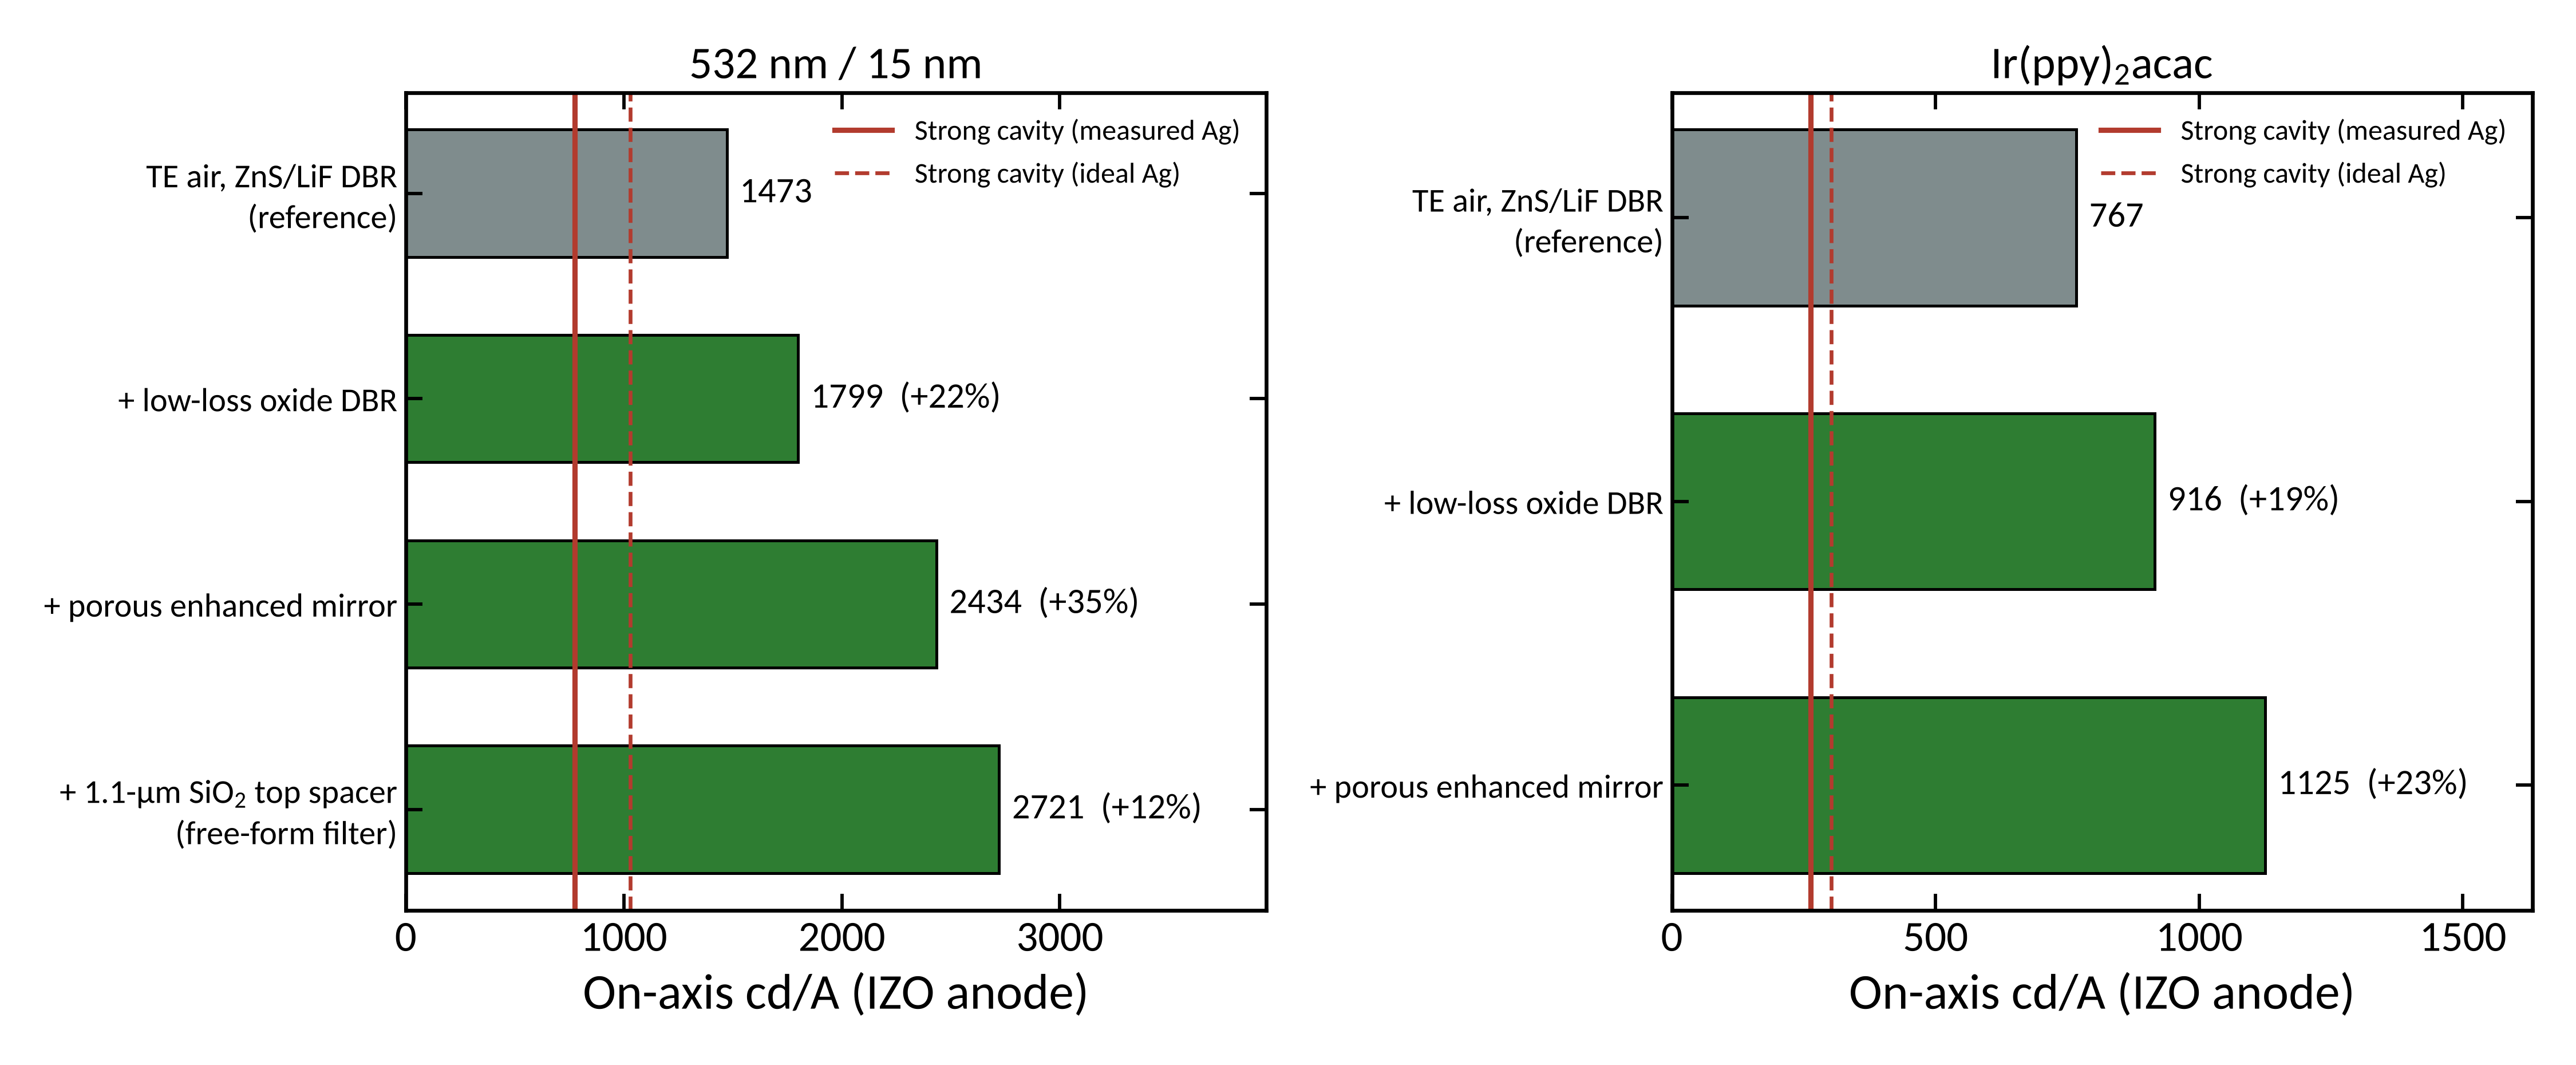 532 nm / 15 nm
Strong cavity (measured Ag)
Strong cavity (ideal Ag)
TE air, ZnS/LiF DBR
(reference)
1473
+ low-loss oxide DBR
1799 (+22%)
+ porous enhanced mirror
2434 (+35%)
+ 1.1-μm SiO₂ top spacer
(free-form filter)
2721 (+12%)
0 1000 2000 3000
On-axis cd/A (IZO anode)
Ir(ppy)₂acac
Strong cavity (measured Ag)
Strong cavity (ideal Ag)
TE air, ZnS/LiF DBR
(reference)
767
+ low-loss oxide DBR
916 (+19%)
+ porous enhanced mirror
1125 (+23%)
0 500 1000 1500
On-axis cd/A (IZO anode)